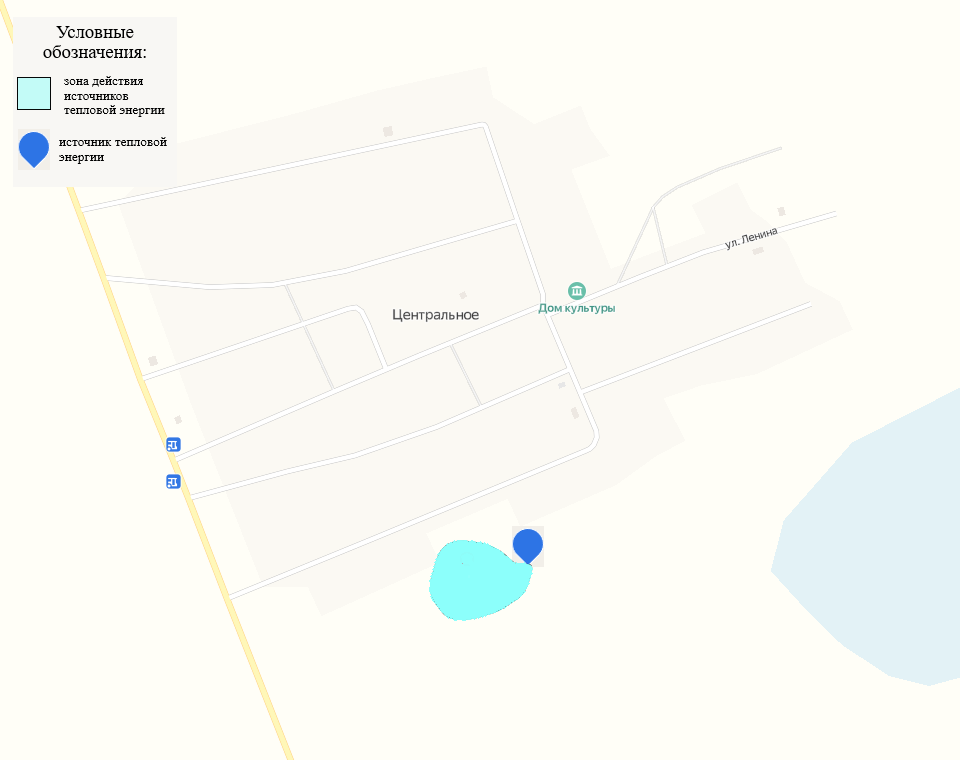 Условные
обозначения:
зона действия
источников
тепловой энергии
источник тепловой
энергии
ул. Ленина
Дом культуры
Центральное